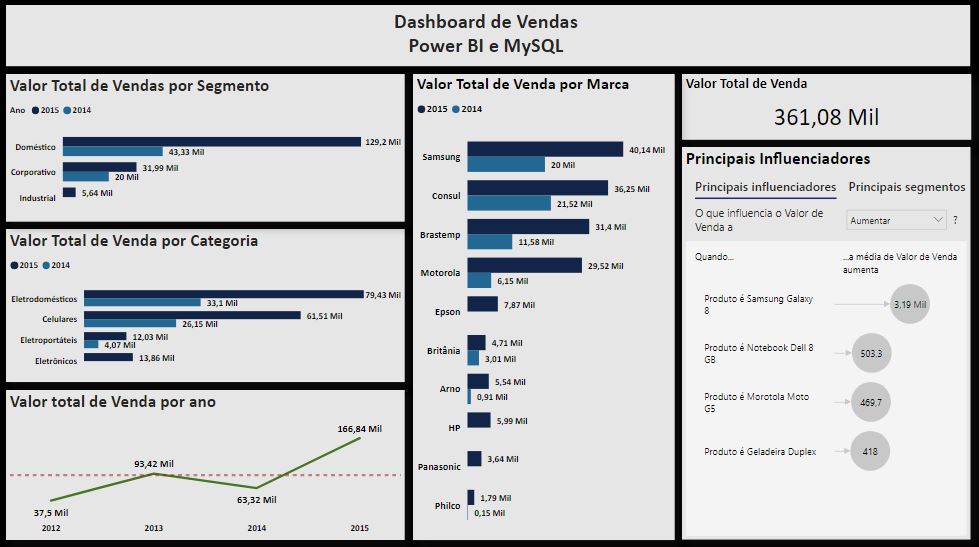 Dashboard de Vendas
Power BI e MySQL
Valor Total de Vendas por Segmento
Ano 2015 2014
Doméstico 129,2 Mil
43,33 Mil
Corporativo 31,99 Mil
20 Mil
Industrial 5,64 Mil
Valor Total de Venda por Categoria
2015 2014
Eletrodomésticos 79,43 Mil
33,1 Mil
Celulares 61,51 Mil
26,15 Mil
Eletroportáteis 12,03 Mil
4,07 Mil
Eletrônicos 13,86 Mil
Valor total de Venda por ano
166,84 Mil
93,42 Mil
63,32 Mil
37,5 Mil
2012 2013 2014 2015
Valor Total de Venda por Marca
2015 2014
Samsung 40,14 Mil
20 Mil
Consul 36,25 Mil
21,52 Mil
Brastemp 31,4 Mil
11,58 Mil
Motorola 29,52 Mil
6,15 Mil
Epson 7,87 Mil
Britânia 4,71 Mil
3,01 Mil
Arno 5,54 Mil
0,91 Mil
HP 5,99 Mil
Panasonic 3,64 Mil
Philco 1,79 Mil
0,15 Mil
Valor Total de Venda
361,08 Mil
Principais Influenciadores
Principais influenciadores Principais segmentos
O que influencia o Valor de
Venda a
Aumentar ?
Quando...
...a média de Valor de Venda
aumenta
Produto é Samsung Galaxy
8
3,19 Mil
Produto é Notebook Dell 8
GB
503,3
Produto é Morotola Moto
G5
469,7
Produto é Geladeira Duplex 418